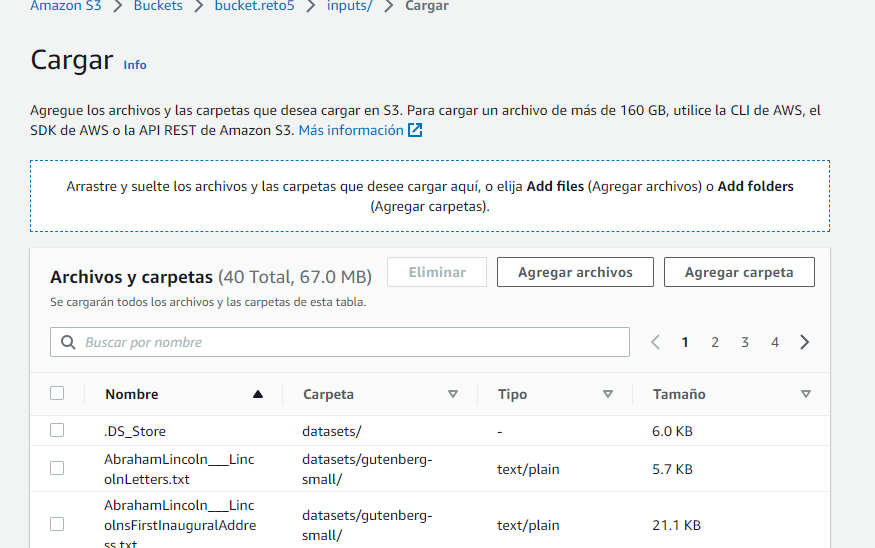 Amazon S3 > Buckets > bucket.reto5 > inputs/ > Cargar
Cargar Info
Agregue los archivos y las carpetas que desea cargar en S3. Para cargar un archivo de más de 160 GB, utilice la CLI de AWS, el
SDK de AWS o la API REST de Amazon S3. Más información
Arrastre y suelte los archivos y las carpetas que desee cargar aquí, o elija Add files (Agregar archivos) o Add folders
(Agregar carpetas).
Archivos y carpetas (40 Total, 67.0 MB) Eliminar Agregar archivos Agregar carpeta
Se cargarán todos los archivos y las carpetas de esta tabla.
Buscar por nombre < 1 2 3 4 >
Nombre Carpeta Tipo Tamaño
.DS_Store datasets/ - 6.0 KB
AbrahamLincoln___Linc
olnLetters.txt
datasets/gutenberg-
small/
text/plain 5.7 KB
AbrahamLincoln___Linc
olnsFirstInauguralAddre
ss.txt
datasets/gutenberg-
small/
text/plain 21.1 KB